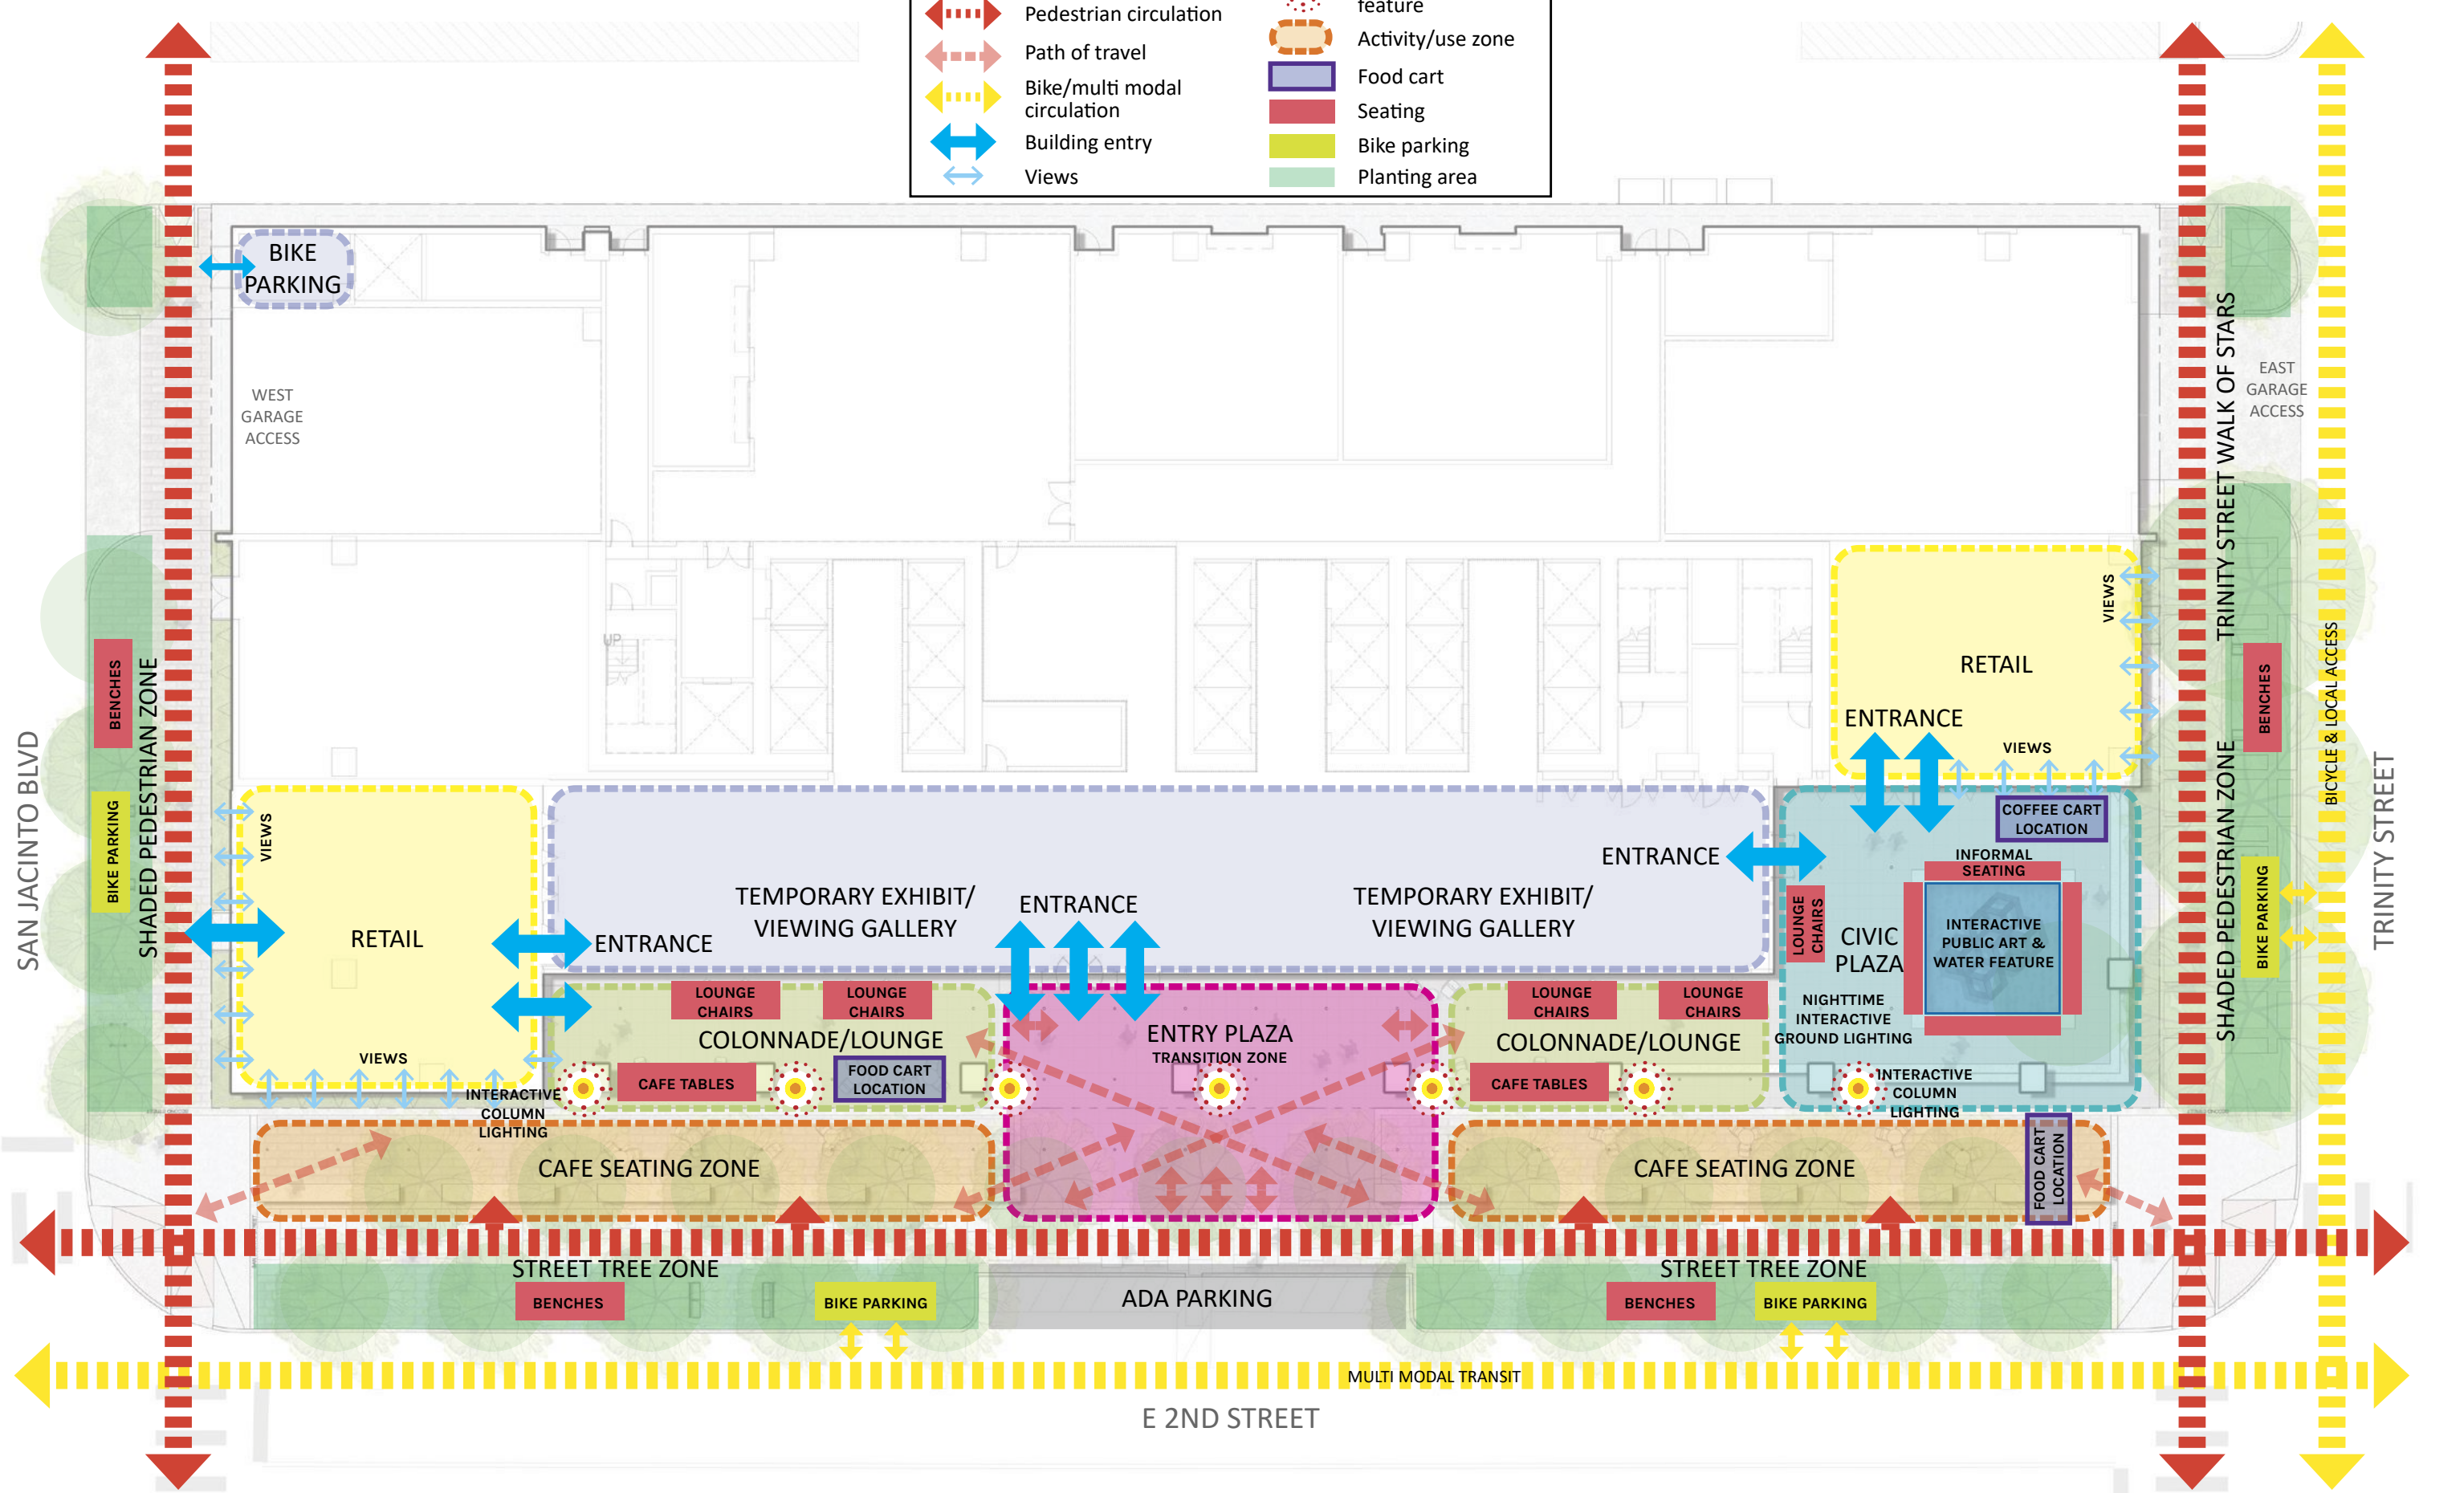 Pedestrian circulation
feature
Path of travel
Activity/use zone
Bike/multi modal
circulation
Food cart
Seating
Building entry
Bike parking
Views
Planting area
BIKE
PARKING
WEST
GARAGE
ACCESS
EAST
GARAGE
ACCESS
TRINITY STREET WALK OF STARS
UP
BENCHES
SHADED PEDESTRIAN ZONE
BIKE PARKING
SAN JACINTO BLVD
VIEWS
RETAIL
ENTRANCE
VIEWS
BENCHES
BICYCLE & LOCAL ACCESS
SHADED PEDESTRIAN ZONE
BIKE PARKING
TRINITY STREET
VIEWS
RETAIL
ENTRANCE
VIEWS
TEMPORARY EXHIBIT/
VIEWING GALLERY
ENTRANCE
TEMPORARY EXHIBIT/
VIEWING GALLERY
ENTRANCE
COFFEE CART
LOCATION
INFORMAL
SEATING
LOUNGE
CHAIRS
CIVIC
PLAZA
INTERACTIVE
PUBLIC ART &
WATER FEATURE
NIGHTTIME
INTERACTIVE
GROUND LIGHTING
LOUNGE
CHAIRS
LOUNGE
CHAIRS
COLONNADE/LOUNGE
CAFE TABLES
FOOD CART
LOCATION
ENTRY PLAZA
TRANSITION ZONE
LOUNGE
CHAIRS
LOUNGE
CHAIRS
COLONNADE/LOUNGE
CAFE TABLES
INTERACTIVE
COLUMN
LIGHTING
INTERACTIVE
COLUMN
LIGHTING
CAFE SEATING ZONE
CAFE SEATING ZONE
FOOD CART
LOCATION
STREET TREE ZONE
BENCHES
BIKE PARKING
ADA PARKING
STREET TREE ZONE
BENCHES
BIKE PARKING
MULTI MODAL TRANSIT
E 2ND STREET